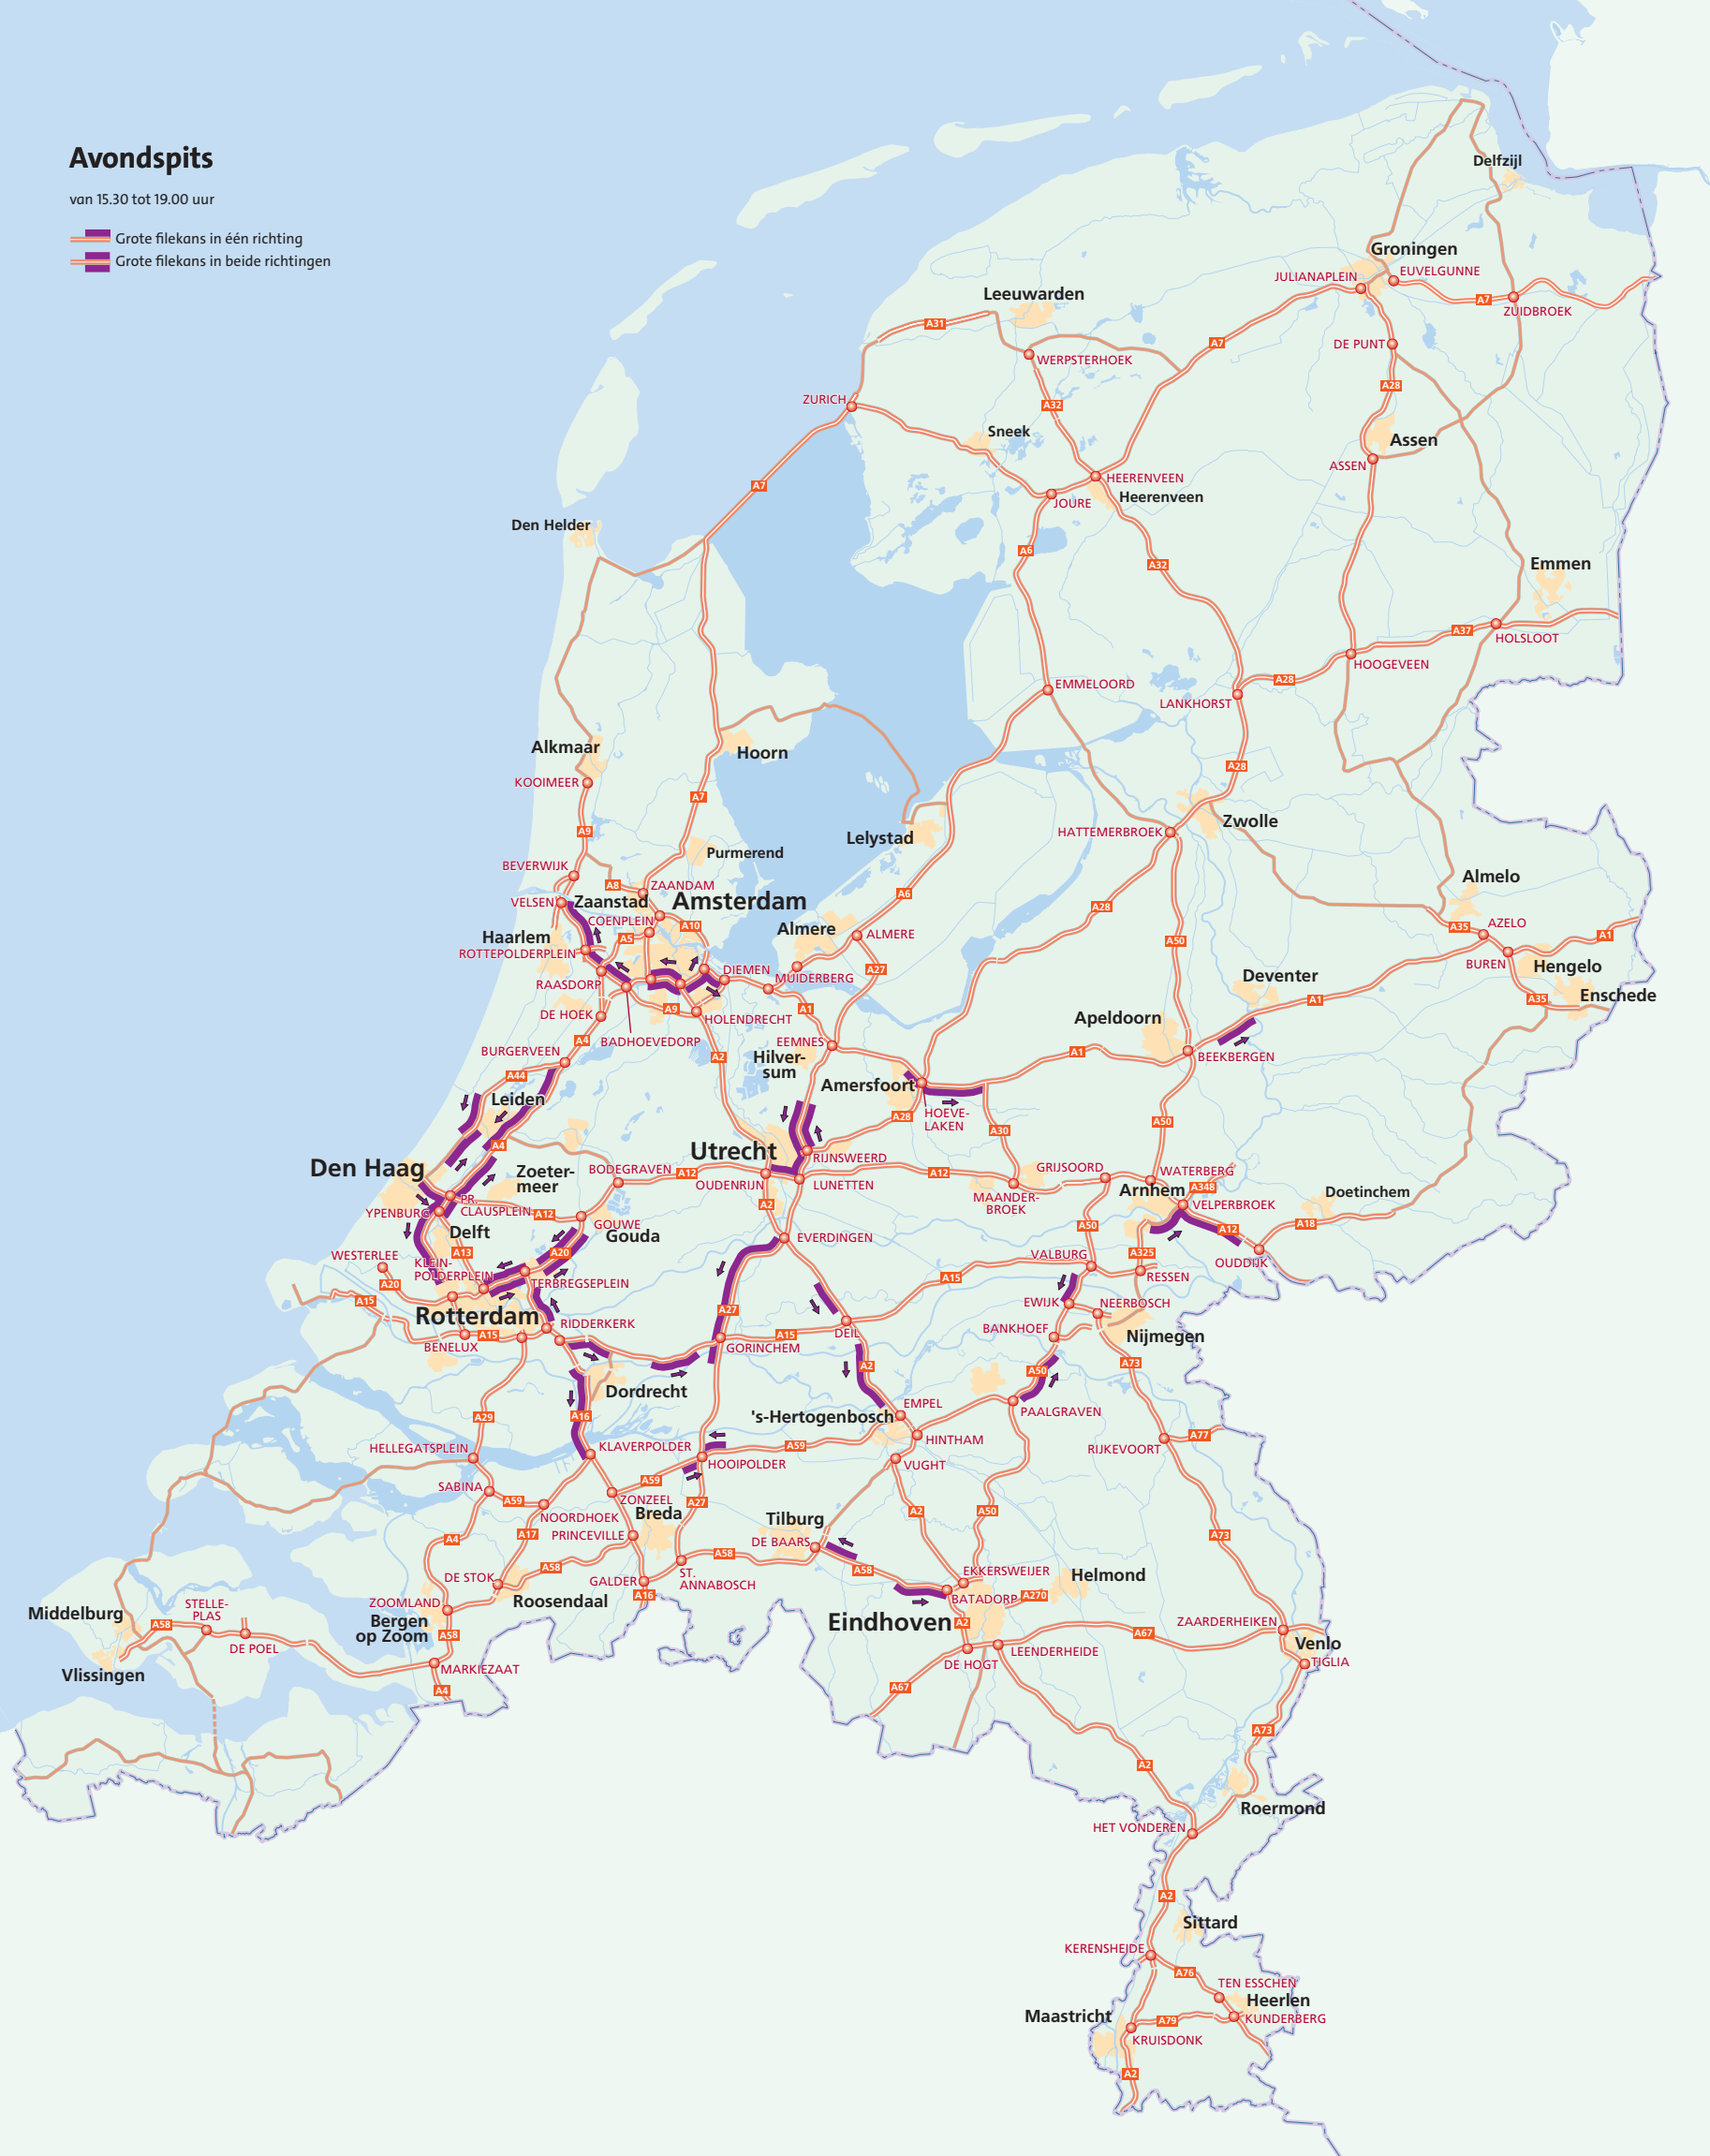 Avondspits
van 15.30 tot 19.00 uur
Grote filekans in één richting
Grote filekans in beide richtingen
Delfzijl
Groningen
JULIANAPLEIN
EUVELGUNNE
A7
ZUIDBROEK
Leeuwarden
A31
DE PUNT
A7
WERPSTERHOEK
A28
ZURICH
A32
Sneek
Assen
ASSEN
HEERENVEEN
A7
Heerenveen
JOURE
Den Helder
A6
A32
Emmen
A37
HOLSLOOT
HOOGEVEEN
A28
EMMELOORD
LANKHORST
Alkmaar
Hoorn
A28
KOOIMEER
A7
A9
Zwolle
HATTEMERBROEK
Lelystad
Purmerend
BEVERWIJK
Almelo
A8
ZAANDAM
A6
VELSEN
Zaanstad
Amsterdam
A28
COENPLEIN
A10
Almere
ALMERE
AZELO
A35
A1
Haarlem
A5
A50
ROTTEPOLDERPLEIN
BUREN
Hengelo
A27
DIEMEN
MUIDERBERG
Deventer
RAASDORP
Enschede
A35
A1
A9
A1
DE HOEK
HOLENDRECHT
Apeldoorn
A4
BADHOEVEDORP
EEMNES
BURGERVEEN
A2
Hilver-
sum
A1
BEEKBERGEN
A44
Amersfoort
Leiden
HOEVE-
LAKEN
A28
A50
A30
A4
Utrecht
RIJNSWEERD
Den Haag
Zoeter-
meer
BODEGRAVEN
A12
A12
GRIJSOORD
WATERBERG
OUDENRIJN
LUNETTEN
MAANDER-
BROEK
Arnhem
A348
Doetinchem
PR.
CLAUSPLEIN
A2
VELPERBROEK
YPENBURG
A12
GOUWE
A50
A12
A18
Delft
Gouda
EVERDINGEN
WESTERLEE
A13
A20
VALBURG
A325
OUDDIJK
KLEIN-
POLDERPLEIN
A20
TERBREGSEPLEIN
A15
RESSEN
A15
EWIJK
NEERBOSCH
Rotterdam
A27
RIDDERKERK
BANKHOEF
A15
A15
DEIL
Nijmegen
BENELUX
GORINCHEM
A2
A73
A50
Dordrecht
EMPEL
PAALGRAVEN
A29
A16
's-Hertogenbosch
A77
HINTHAM
HELLEGATSPLEIN
KLAVERPOLDER
A59
RIJKEVOORT
HOOIPOLDER
VUGHT
SABINA
A59
A59
ZONZEEL
A27
A2
A50
NOORDHOEK
Breda
Tilburg
A4
A17
PRINCEVILLE
DE BAARS
A73
A58
A58
A58
EKKERSWEIJER
Helmond
DE STOK
GALDER
ST.
ANNABOSCH
A16
BATADORP
A270
Roosendaal
ZOOMLAND
Middelburg
STELLE-
PLAS
Bergen
op Zoom
Eindhoven
A2
ZAARDERHEIKEN
A58
A58
A67
Venlo
DE POEL
DE HOGT
LEENDERHEIDE
TIGLIA
Vlissingen
MARKIEZAAT
A4
A67
A73
A2
Roermond
HET VONDEREN
A2
Sittard
KERENSHEIDE
A76
TEN ESSCHEN
Heerlen
Maastricht
A79
KUNDERBERG
KRUISDONK
A2